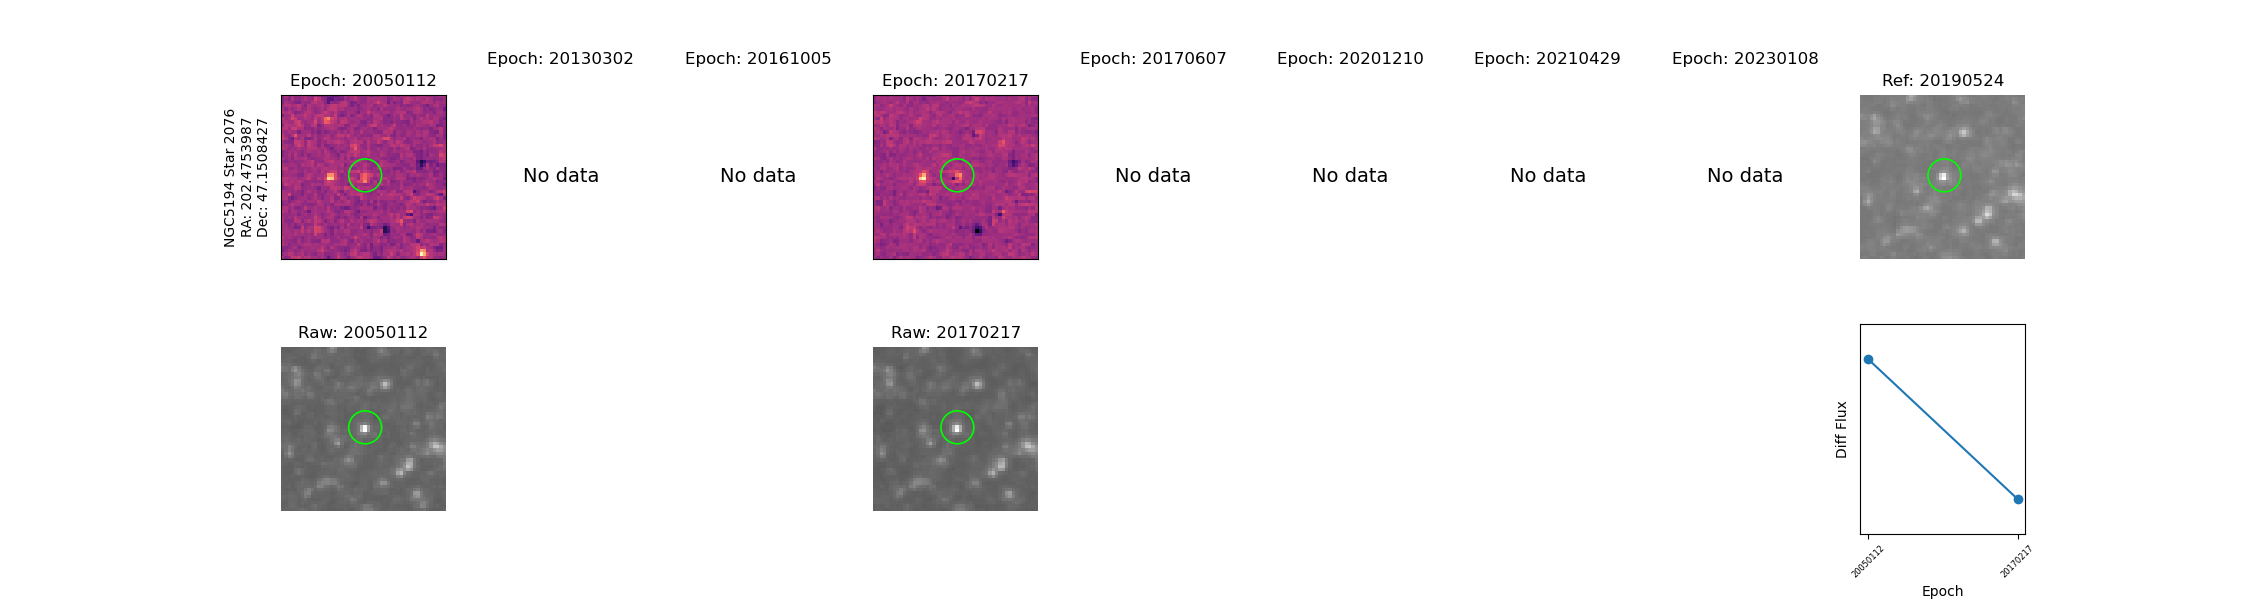 Epoch: 20050112
Epoch: 20130302
Epoch: 20161005
Epoch: 20170217
Epoch: 20170607
Epoch: 20201210
Epoch: 20210429
Epoch: 20230108
Ref: 20190524
NGC5194 Star 2076
RA: 202.4753987
Dec: 47.1508427
No data
No data
No data
No data
No data
No data
Raw: 20050112
Raw: 20170217
Diff Flux
20050112
20170217
Epoch